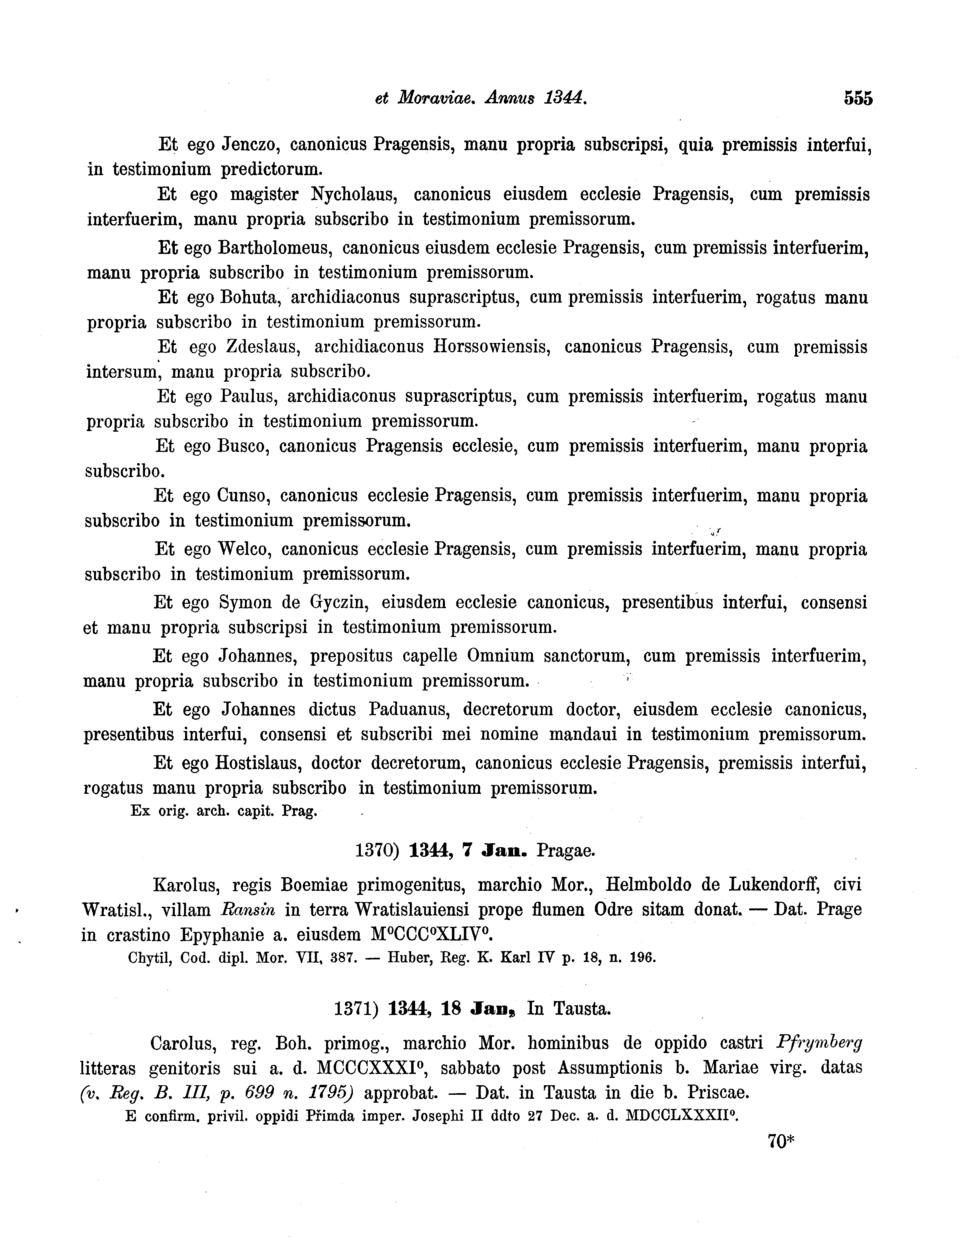 et Moraviae. Annus 1344. 555
Et ego Jenczo, canonicus Pragensis, manu propria subscripsi, quia premissis interfui,
in testimonium predictorum.
Et ego magister Nycholaus, canonicus eiusdem ecclesie Pragensis, cum premissis
interfuerim, manu propria subscribo in testimonium premissorum.
Et ego Bartholomeus, canonicus eiusdem ecclesie Pragensis, cum premissis interfuerim,
manu propria subscribo in testimonium premissorum.
Et ego Bohuta, archidiaconus suprascriptus, cum premissis interfuerim, rogatus manu
propria subscribo in testimonium premissorum.
Et ego Zdeslaus, archidiaconus Horssowiensis, canonicus Pragensis, cum premissis
intersum, manu propria subscribo.
Et ego Paulus, archidiaconus suprascriptus, cum premissis interfuerim, rogatus manu
propria subscribo in testimonium premissorum.
Et ego Busco, canonicus Pragensis ecclesie, cum premissis interfuerim, manu propria
subscribo.
Et ego Cunso, canonicus ecclesie Pragensis, cum premissis interfuerim, manu propria
subscribo in testimonium premissorum.
Et ego Welco, canonicus ecclesie Pragensis, cum premissis interfuerim, manu propria
subscribo in testimonium premissorum.
Et ego Symon de Gyczin, eiusdem ecclesie canonicus, presentibus interfui, consensi
et manu propria subscripsi in testimonium premissorum.
Et ego Johannes, prepositus capelle Omnium sanctorum, cum premissis interfuerim,
manu propria subscribo in testimonium premissorum.
Et ego Johannes dictus Paduanus, decretorum doctor, eiusdem ecclesie canonicus,
presentibus interfui, consensi et subscribi mei nomine mandaui in testimonium premissorum.
Et ego Hostislaus, doctor decretorum, canonicus ecclesie Pragensis, premissis interfui,
rogatus manu propria subscribo in testimonium premissorum.
Ex orig. arch. capit. Prag.
1370) 1344, 7 Jan. Pragae.
Karolus, regis Boemiae primogenitus, marchio Mor., Helmboldo de Lukendorff, civi
Wratisl., villam Ransin in terra Wratislauiensi prope flumen Odre sitam donat. — Dat. Prage
in crastino Epyphanie a. eiusdem MºCCCºXLIVº.
Chytil, Cod. dipl. Mor. VII, 387. — Huber, Reg. K. Karl IV p. 18, n. 196.
1371) 1344, 18 Jan, In Tausta.
Carolus, reg. Boh. primog., marchio Mor. hominibus de oppido castri Pfrymberg
litteras genitoris sui a. d. MCCCXXXIº, sabbato post Assumptionis b. Mariae virg. datas
(v. Reg. B. III, p. 699 n. 1795) approbat. — Dat. in Tausta in die b. Priscae.
E confirm. privil. oppidi Přimda imper. Josephi II ddto 27 Dec. a. d. MDCCLXXXIIº.
70*